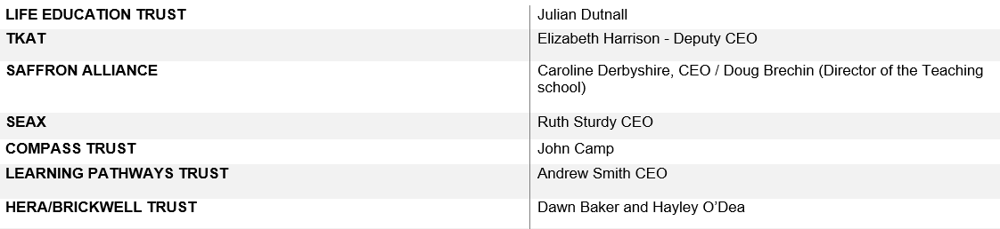 LIFE EDUCATION TRUST Julian Dutnall
TKAT Elizabeth Harrison - Deputy CEO
SAFFRON ALLIANCE Caroline Derbyshire, CEO / Doug Brechin (Director of the Teaching
school)
SEAX Ruth Sturdy CEO
COMPASS TRUST John Camp
LEARNING PATHWAYS TRUST Andrew Smith CEO
HERA/BRICKWELL TRUST Dawn Baker and Hayley O’Dea